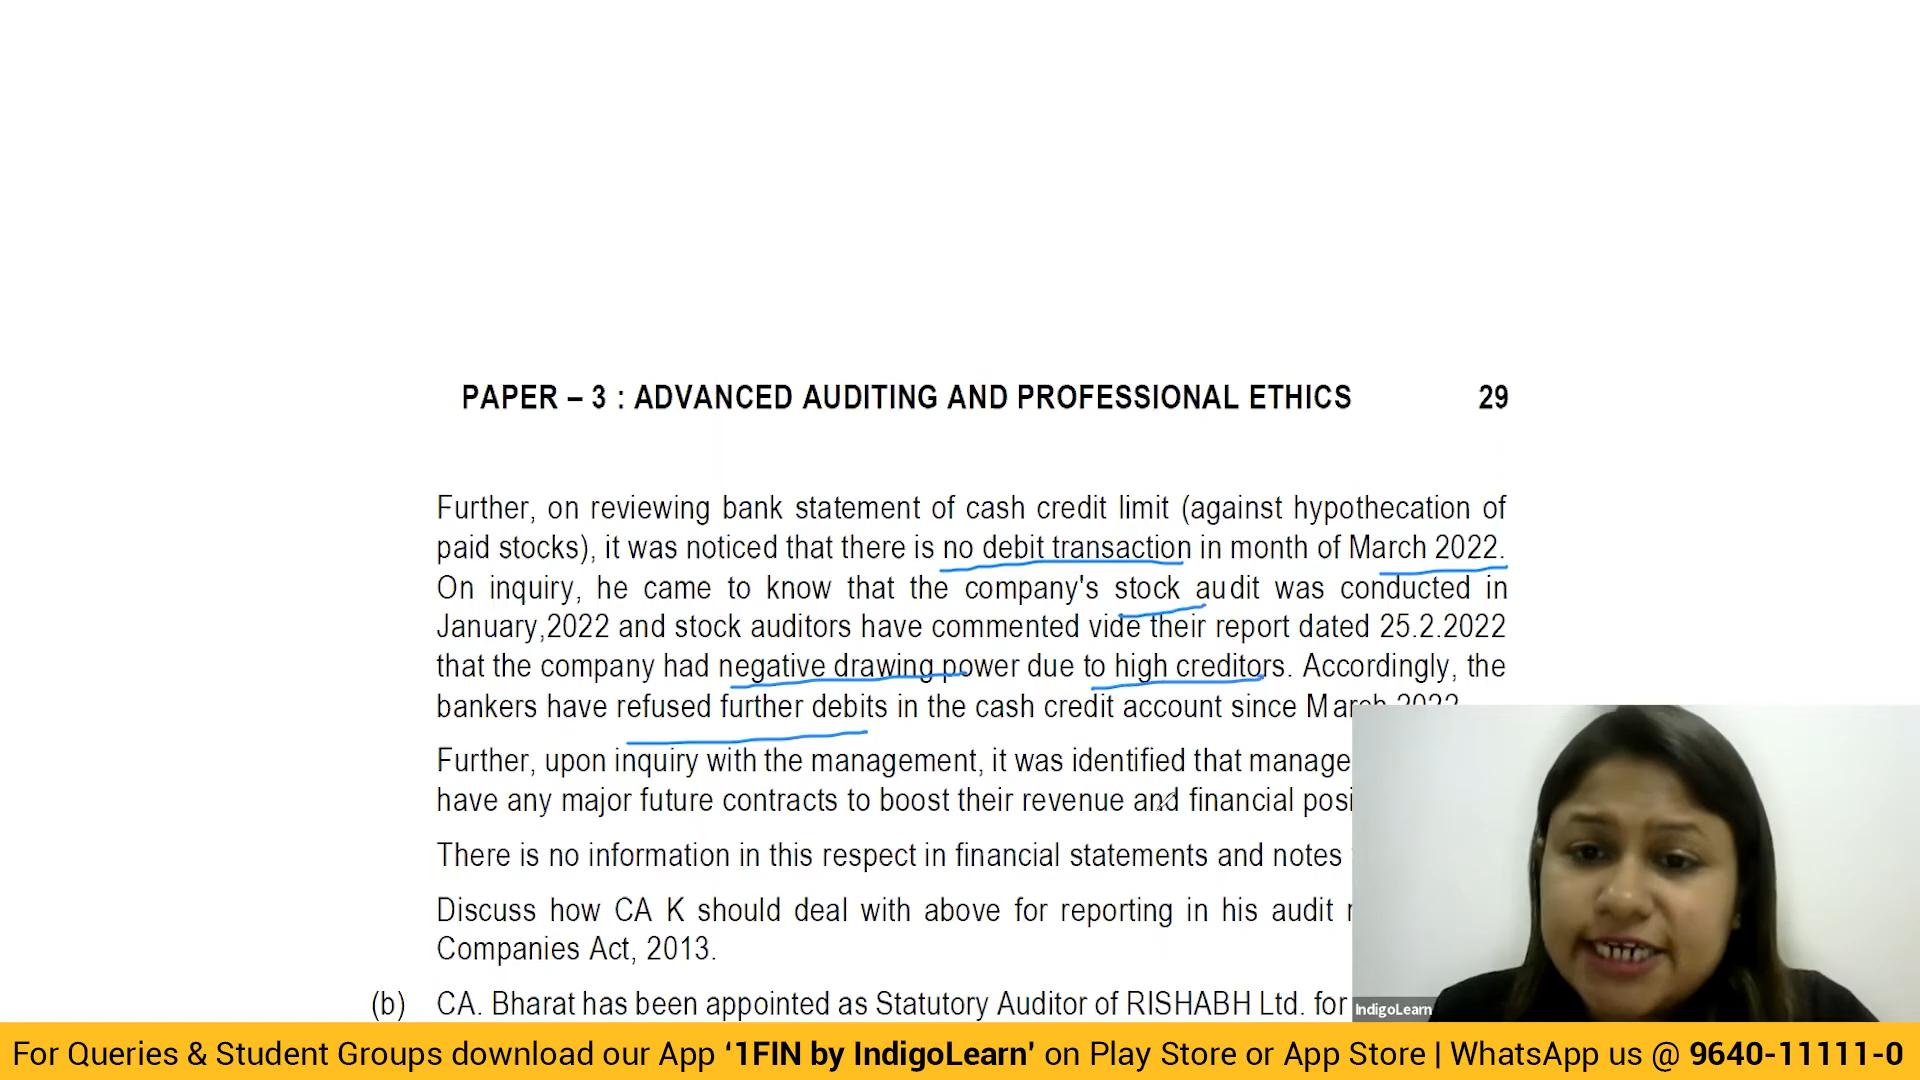 PAPER – 3 : ADVANCED AUDITING AND PROFESSIONAL ETHICS 29
Further, on reviewing bank statement of cash credit limit (against hypothecation of
paid stocks), it was noticed that there is no debit transaction in month of March 2022.
On inquiry, he came to know that the company's stock audit was conducted in
January,2022 and stock auditors have commented vide their report dated 25.2.2022
that the company had negative drawing power due to high creditors. Accordingly, the
bankers have refused further debits in the cash credit account since March 2022
Further, upon inquiry with the management, it was identified that manage
have any major future contracts to boost their revenue and financial posi
There is no information in this respect in financial statements and notes
Discuss how CA K should deal with above for reporting in his audit
Companies Act, 2013.
(b) CA. Bharat has been appointed as Statutory Auditor of RISHABH Ltd. for
IndigoLearn
For Queries & Student Groups download our App ‘1FIN by IndigoLearn’ on Play Store or App Store | WhatsApp us @ 9640-11111-0